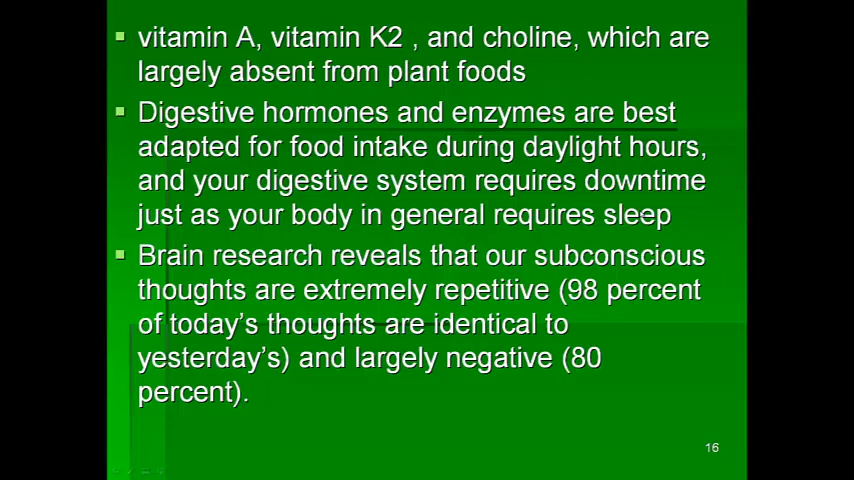 vitamin A, vitamin K2 , and choline, which are
largely absent from plant foods
Digestive hormones and enzymes are best
adapted for food intake during daylight hours,
and your digestive system requires downtime
just as your body in general requires sleep
Brain research reveals that our subconscious
thoughts are extremely repetitive (98 percent
of today’s thoughts are identical to
yesterday’s) and largely negative (80
percent).
16